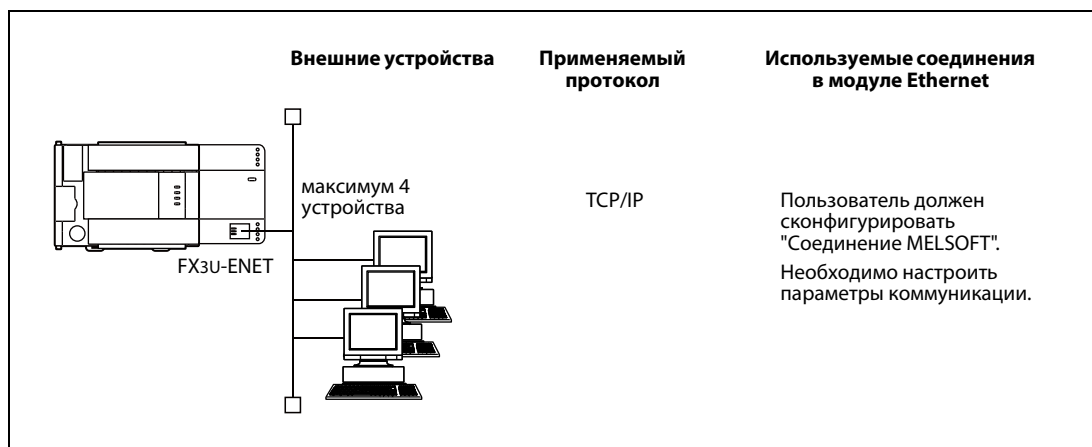 Внешние устройства
Применяемый
протокол
Используемые соединения
в модуле Ethernet
максимум 4
устройства
FX3U-ENET
TCP/IP
Пользователь должен
сконфигурировать
"Соединение MELSOFT".
Необходимо настроить
параметры коммуникации.